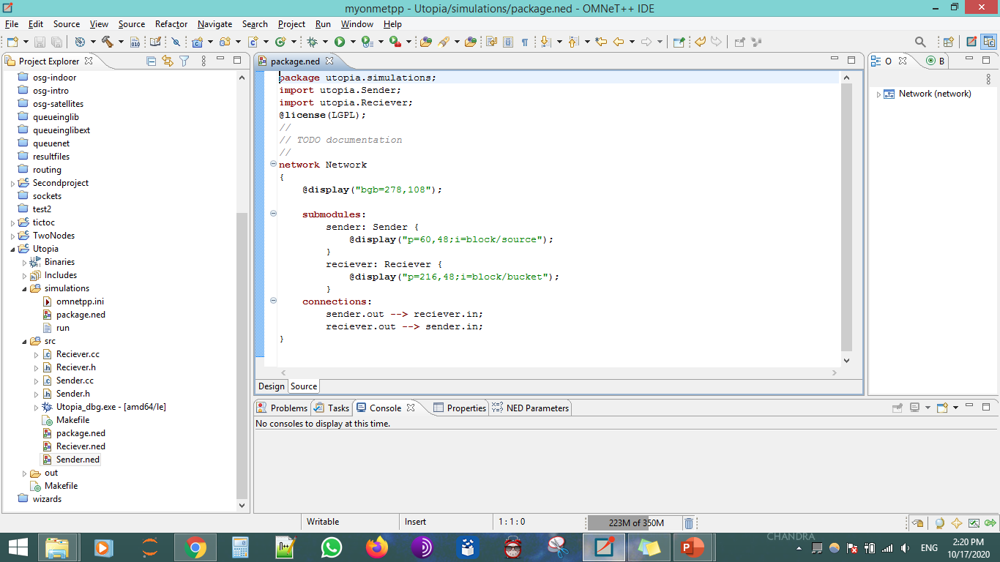 myonmetpp - Utopia/simulations/package.ned - OMNeT++ IDE
File Edit Source View Source Refactor Navigate Search Project Run Window Help
Project Explorer
osg-indoor
osg-intro
osg-satellites
queueinglib
queueinglibext
queuenet
resultfiles
routing
Secondproject
sockets
test2
tictoc
TwoNodes
Utopia
Binaries
Includes
simulations
omnetpp.ini
package.ned
run
src
Reciever.cc
Reciever.h
Sender.cc
Sender.h
Utopia_dbg.exe - [amd64/le]
Makefile
package.ned
Reciever.ned
Sender.ned
out
Makefile
wizards
package.ned
package utopia.simulations;
import utopia.Sender;
import utopia.Reciever;
@license(LGPL);
//
// TODO documentation
//
network Network
{
@display("bgb=278,108");
submodules:
sender: Sender {
@display("p=60,48;i=block/source");
}
reciever: Reciever {
@display("p=216,48;i=block/bucket");
}
connections:
sender.out --> reciever.in;
reciever.out --> sender.in;
}
Design Source
O B
Network (network)
Problems Tasks Console Properties NED Parameters
No consoles to display at this time.
Writable Insert 1 : 1 : 0 223M of 350M
CHANDRA
ENG 2:20 PM
10/17/2020